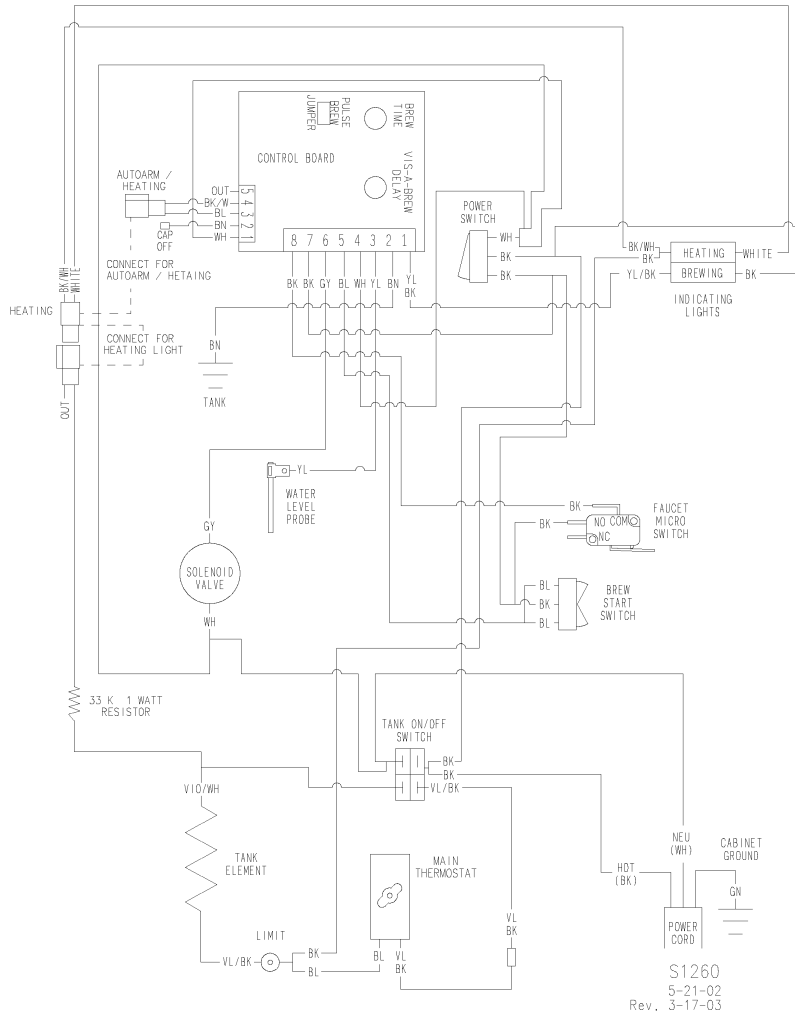 JUMPER
BREW
PULSE
BREW
TIME
CONTROL BOARD
VIS-A-BREW
DELAY
AUTOARM /
HEATING
OUT
BK/W
BL
BN
WH
5
4
3
2
1
CAP
OFF
8 7 6 5 4 3 2 1
POWER
SWITCH
WH
BK
BK
BK/WH
BK
YL/BK
HEATING
BREWING
WHITE
BK
INDICATING
LIGHTS
CONNECT FOR
AUTOARM / HETAING
BK/WH
WHITE
BK BK GY BL WH YL BN YL
BK
HEATING
CONNECT FOR
HEATING LIGHT
BN
TANK
OUT
YL
WATER
LEVEL
PROBE
BK
BK
NO COM
NC
FAUCET
MICRO
SWITCH
GY
SOLENOID
VALVE
WH
BL
BK
BL
BREW
START
SWITCH
33 K 1 WATT
RESISTOR
TANK ON/OFF
SWITCH
BK
BK
VL/BK
VIO/WH
TANK
ELEMENT
MAIN
THERMOSTAT
NEU
(WH)
CABINET
GROUND
HDT
(BK)
GN
POWER
CORD
LIMIT
VL/BK
BK
BL
BL
VL
BK
VL
BK
S1260
5-21-02
Rev. 3-17-03